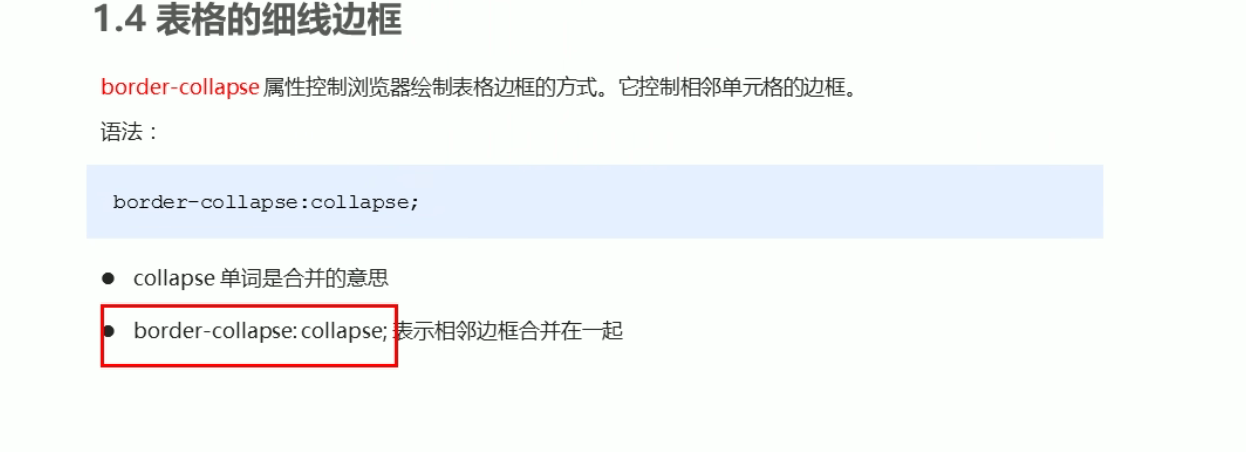 1.4 表格的细线边框
border-collapse 属性控制浏览器绘制表格边框的方式。它控制相邻单元格的边框。
语法：
border-collapse:collapse;
● collapse 单词是合并的意思
● border-collapse: collapse; 表示相邻边框合并在一起